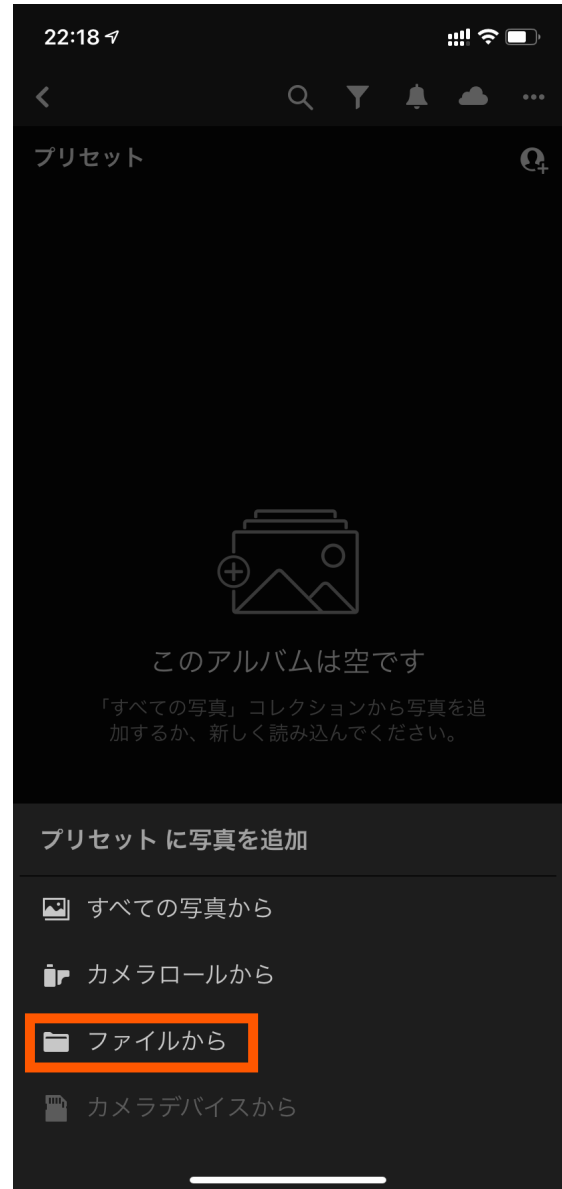 22:18
プリセット
このアルバムは空です
「すべての写真」コレクションから写真を追
加するか、新しく読み込んでください。
プリセット に写真を追加
すべての写真から
カメラロールから
ファイルから
カメラデバイスから